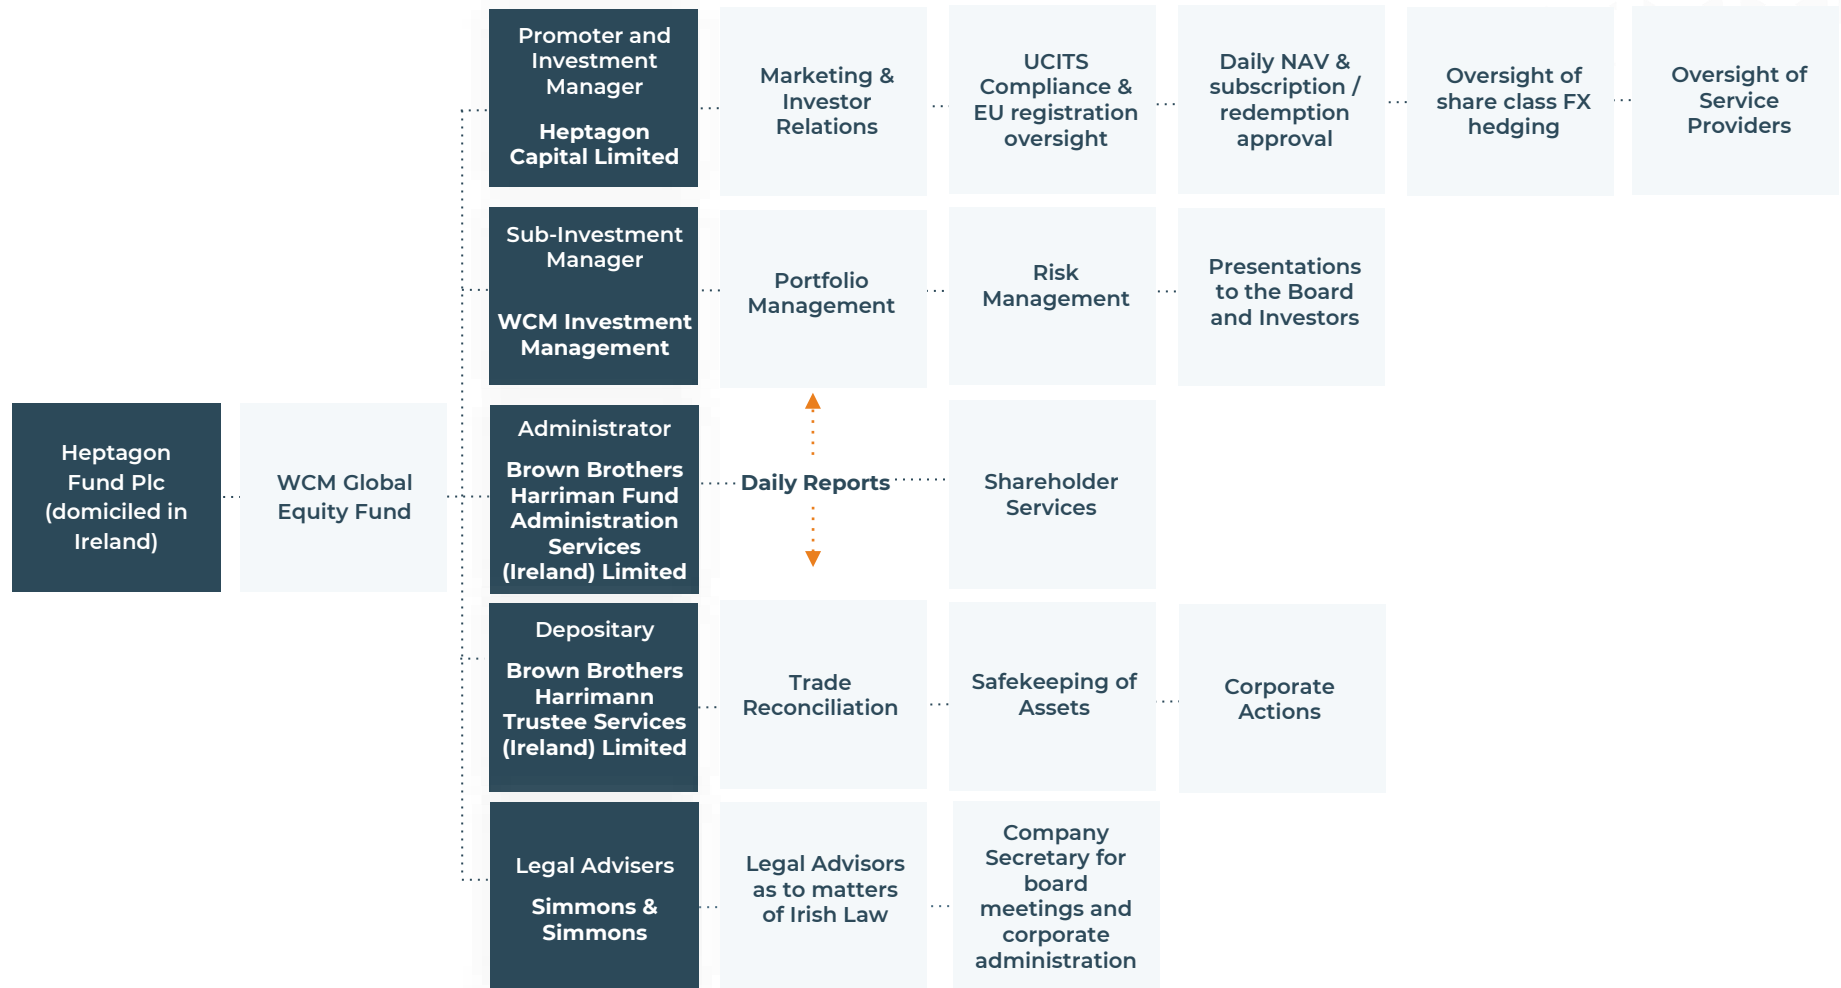 Promoter and
Investment
Manager
Heptagon
Capital Limited
Marketing &
Investor
Relations
UCITS
Compliance &
EU registration
oversight
Daily NAV &
subscription /
redemption
approval
Oversight of
share class FX
hedging
Oversight of
Service
Providers
Sub-Investment
Manager
WCM Investment
Management
Portfolio
Management
Risk
Management
Presentations
to the Board
and Investors
Heptagon
Fund Plc
(domiciled in
Ireland)
WCM Global
Equity Fund
Administrator
Brown Brothers
Harriman Fund
Administration
Services
(Ireland) Limited
Daily Reports
Shareholder
Services
Depositary
Brown Brothers
Harrimann
Trustee Services
(Ireland) Limited
Trade
Reconciliation
Safekeeping of
Assets
Corporate
Actions
Legal Advisers
Simmons &
Simmons
Legal Advisors
as to matters
of Irish Law
Company
Secretary for
board
meetings and
corporate
administration